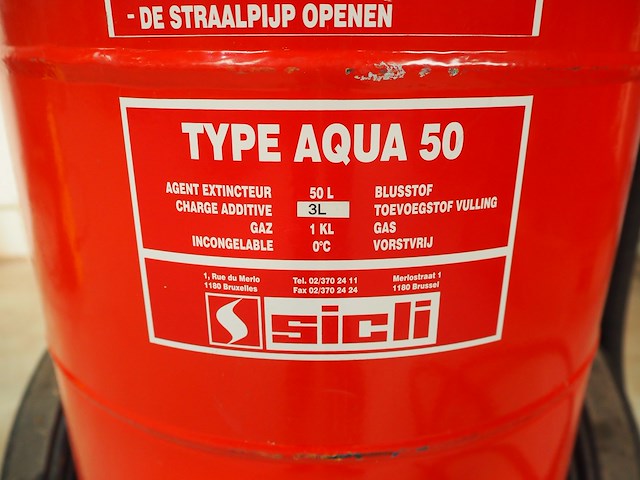 - DE STRAALPIJP OPENEN
TYPE AQUA 50
AGENT EXTINCTEUR 50 L BLUSSTOF
CHARGE ADDITIVE 3L TOEVOEGSTOF VULLING
GAZ 1 KL GAS
INCONGELABLE 0°C VORSTVRIJ
1, Rue du Merlo Tel. 02/370 24 11 Merlostraat 1
1180 Bruxelles Fax 02/370 24 24 1180 Brussel
sicli